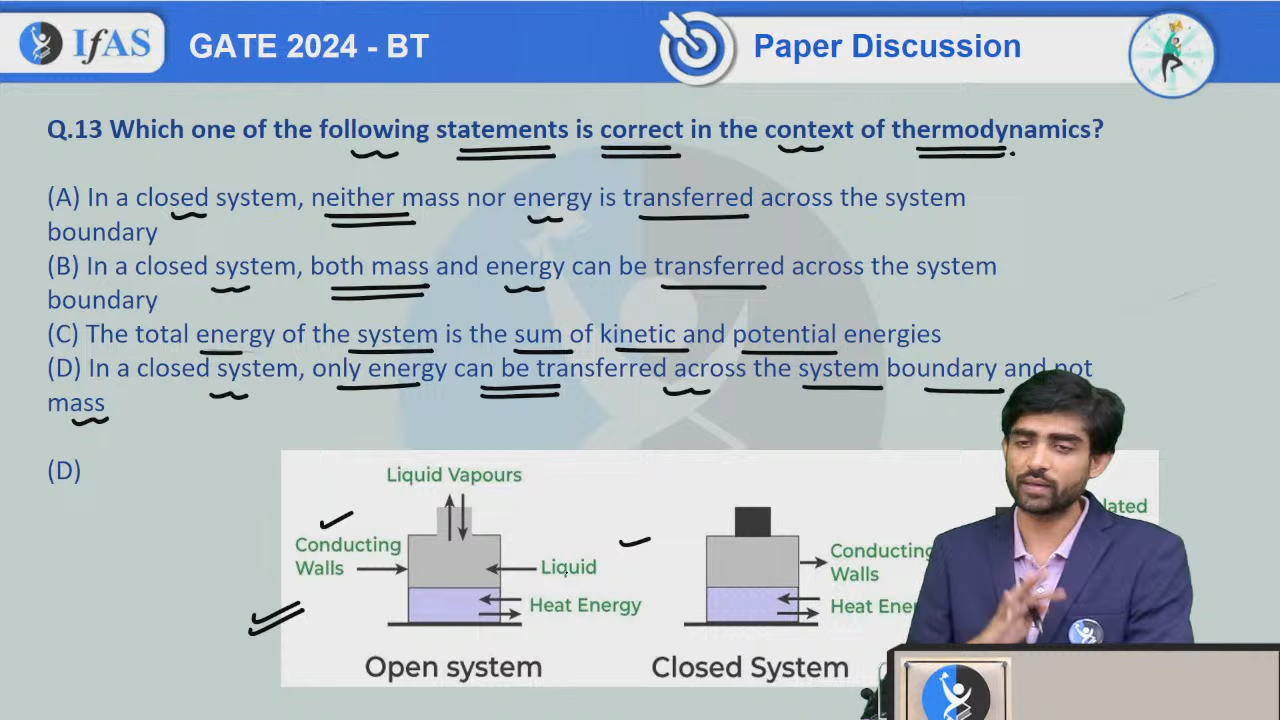 IfAS
GATE 2024 - BT
Paper Discussion
Q.13 Which one of the following statements is correct in the context of thermodynamics?
(A) In a closed system, neither mass nor energy is transferred across the system
boundary
(B) In a closed system, both mass and energy can be transferred across the system
boundary
(C) The total energy of the system is the sum of kinetic and potential energies
(D) In a closed system, only energy can be transferred across the system boundary and not
mass
(D)
Liquid Vapours
Conducting
Walls
Liquid
Heat Energy
Open system
Conducting
Walls
Heat
Closed System